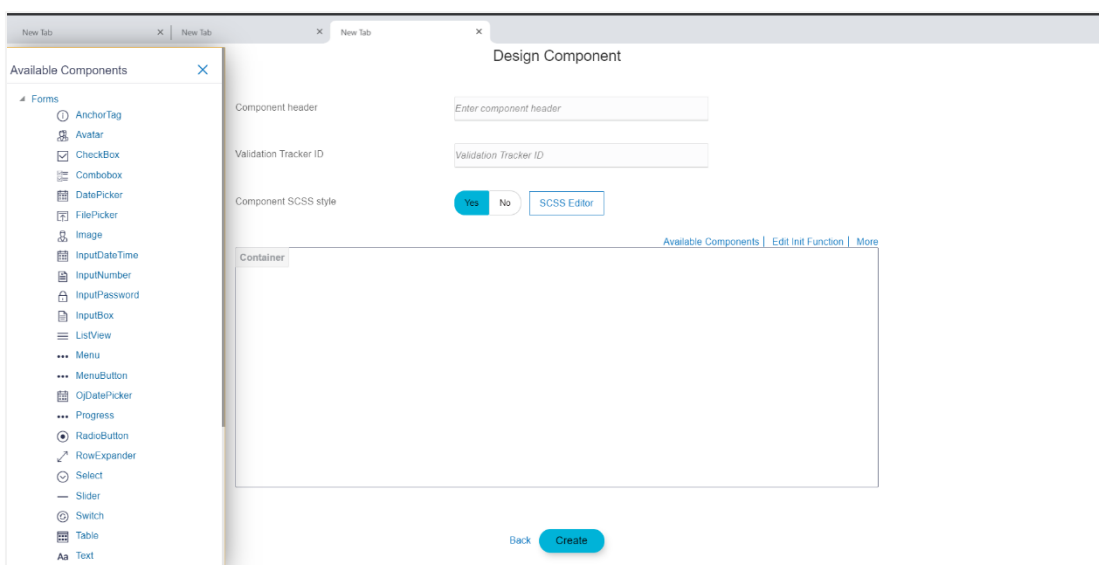 New Tab
New Tab
New Tab
Design Component
Available Components
Forms
AnchorTag
Avatar
CheckBox
Combobox
DatePicker
FilePicker
Image
InputDateTime
InputNumber
InputPassword
InputBox
ListView
Menu
MenuButton
OjDatePicker
Progress
RadioButton
RowExpander
Select
Slider
Switch
Table
Aa Text
Component header
Enter component header
Validation Tracker ID
Validation Tracker ID
Component SCSS style
Yes No SCSS Editor
Available Components | Edit Init Function | More
Container
Back Create